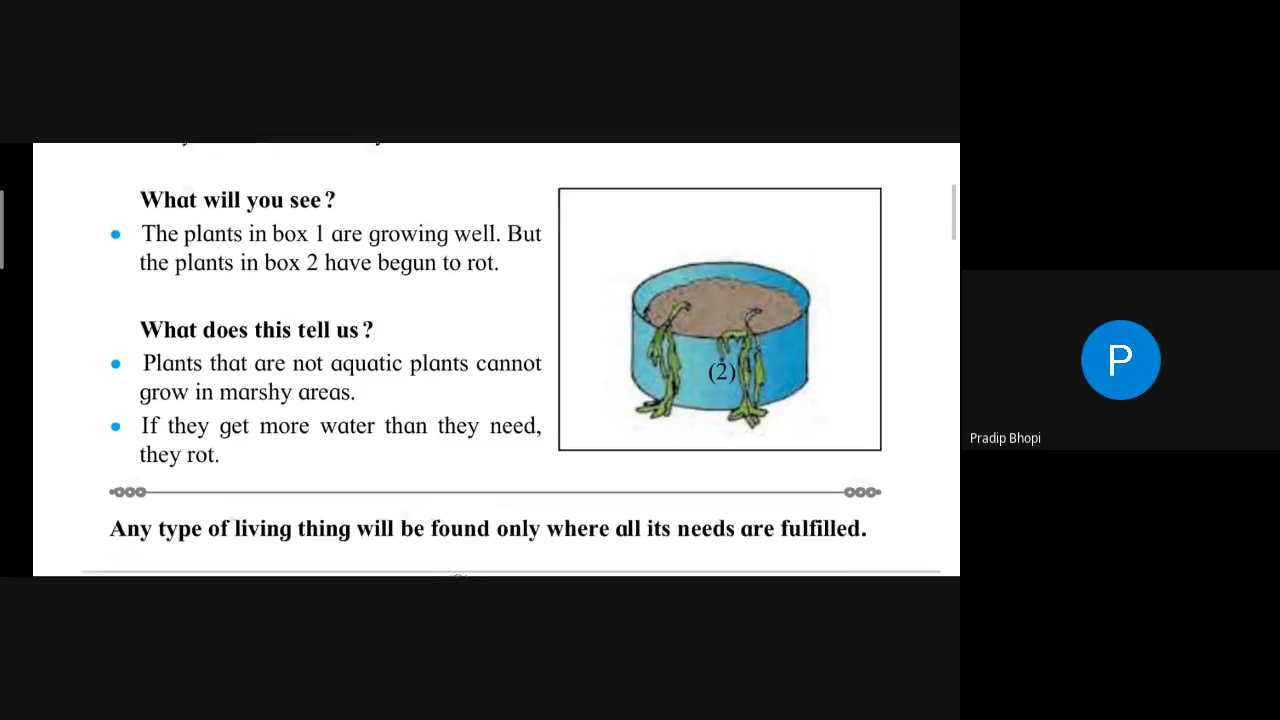 What will you see?
• The plants in box 1 are growing well. But
the plants in box 2 have begun to rot.
What does this tell us?
• Plants that are not aquatic plants cannot
grow in marshy areas.
• If they get more water than they need,
they rot.
(2)
Any type of living thing will be found only where all its needs are fulfilled.
P
Pradip Bhopi